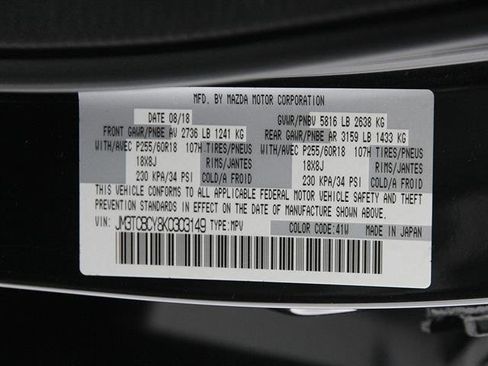 MFD. BY MAZDA MOTOR CORPORATION
DATE 08/18 GVWR/PNBV 5816 LB 2638 KG
FRONT GAWR/PNBE AV 2736 LB 1241 KG REAR GAWR/PNBE AR 3159 LB 1433 KG
WITH/AVEC P255/60R18 107H TIRES/PNEUS WITH/AVEC P255/60R18 107H TIRES/PNEUS
18X8J RIMS/JANTES 18X8J RIMS/JANTES
230 KPA/34 PSI COLD/A FROID 230 KPA/34 PSI COLD/A FROID
THIS VEHICLE CONFORMS TO ALL APPLICABLE FEDERAL MOTOR VEHICLE SAFETY AND THEFT
PREVENTION STANDARDS IN EFFECT ON THE DATE OF MANUFACTURE SHOWN ABOVE.
VIN: JM3TCBCY8K0303149 TYPE:MPV COLOR CODE:41W MADE IN JAPAN